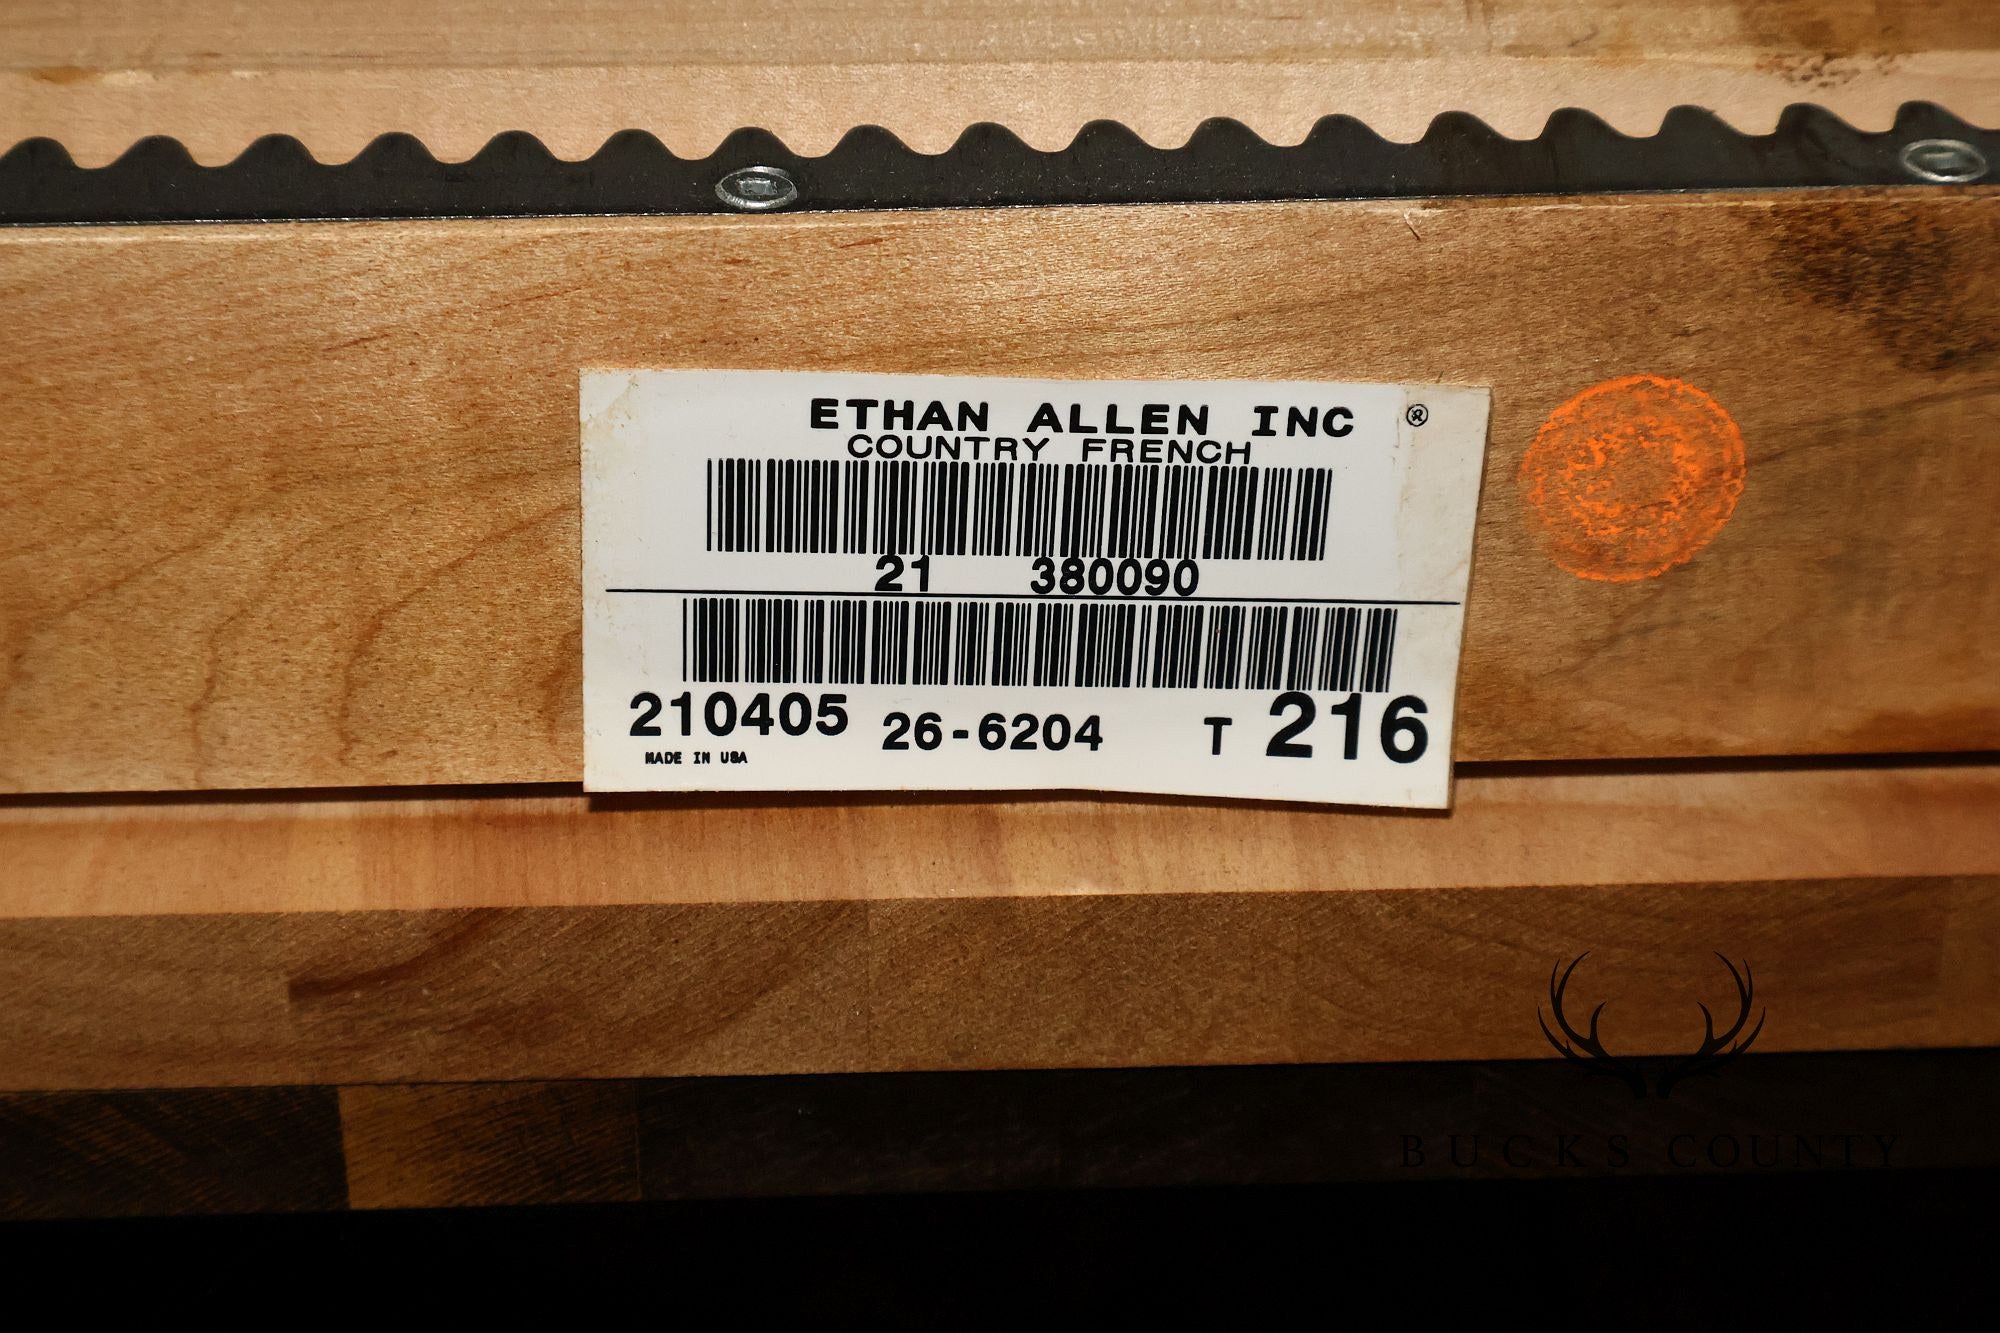 ETHAN ALLEN INC ®
COUNTRY FRENCH
21 380090
210405 26-6204 T 216
MADE IN USA
BUCKS COUNTY